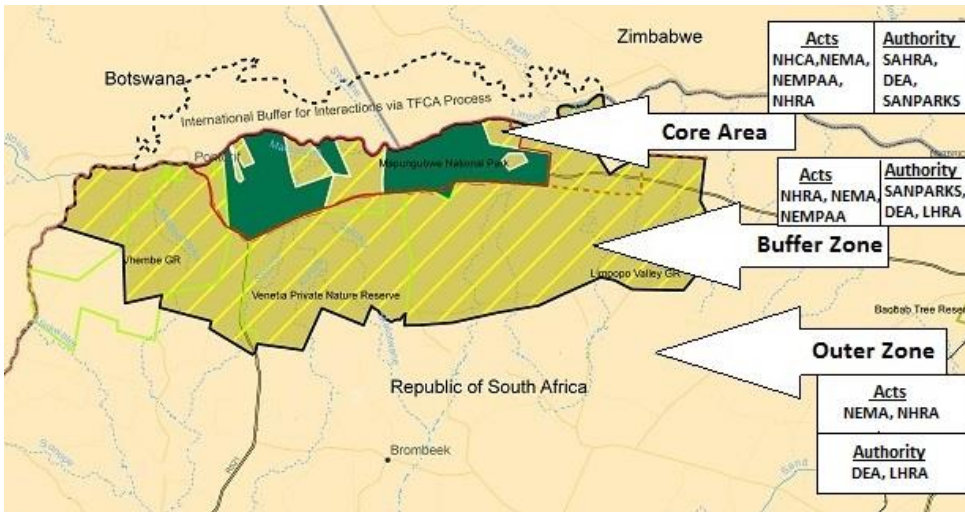 Zimbabwe
Botswana
International Buffer for Interactions via TFCA Process
Mapungubwe National Park
Vhembe GR
Venetia Private Nature Reserve
Limpopo Valley GR
Baobab Tree Rese
Republic of South Africa
Brombeek
R521
Sand
Core Area
Acts
NHCA,NEMA,
NEMPAA,
NHRA
Authority
SAHRA,
DEA,
SANPARKS
Buffer Zone
Acts
NHRA, NEMA,
NEMPAA
Authority
SANPARKS,
DEA, LHRA
Outer Zone
Acts
NEMA, NHRA
Authority
DEA, LHRA